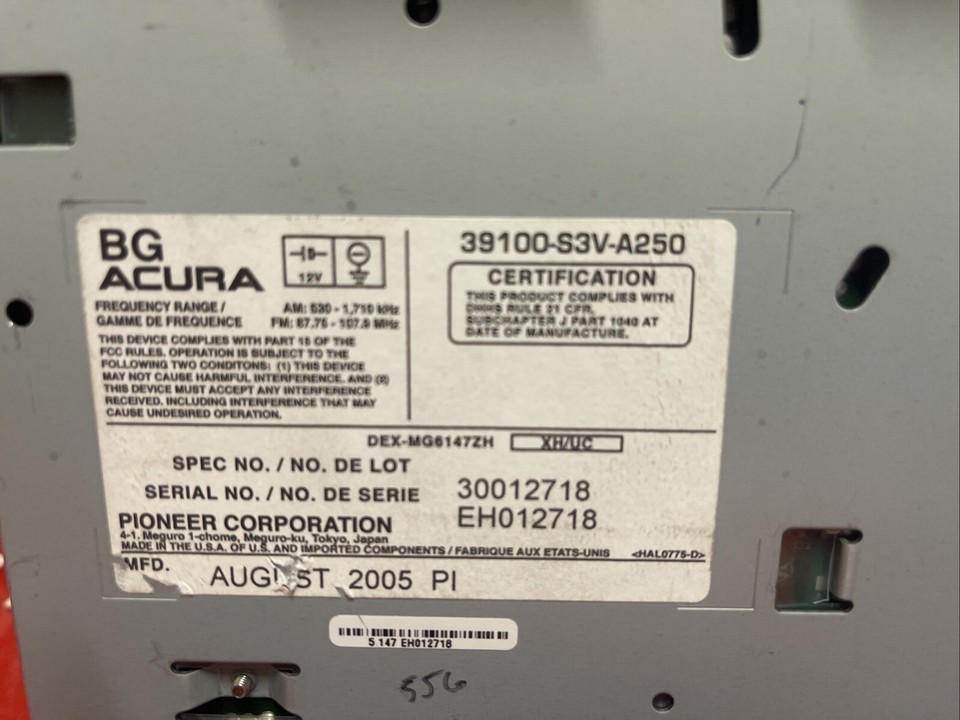 BG
ACURA
12V
FREQUENCY RANGE / AM: 530 - 1,710 kHz
GAMME DE FREQUENCE FM: 87.75 - 107.9 MHz
THIS DEVICE COMPLIES WITH PART 15 OF THE
FCC RULES. OPERATION IS SUBJECT TO THE
FOLLOWING TWO CONDITONS: (1) THIS DEVICE
MAY NOT CAUSE HARMFUL INTERFERENCE. AND (2)
THIS DEVICE MUST ACCEPT ANY INTERFERENCE
RECEIVED. INCLUDING INTERFERENCE THAT MAY
CAUSE UNDESIRED OPERATION.
39100-S3V-A250
CERTIFICATION
THIS PRODUCT COMPLIES WITH
DHHS RULE 21 CFR.
SUBCHAPTER J PART 1040 AT
DATE OF MANUFACTURE.
DEX-MG6147ZH XH/UC
SPEC NO. / NO. DE LOT
SERIAL NO. / NO. DE SERIE 30012718
EH012718
PIONEER CORPORATION
4-1, Meguro 1-chome, Meguro-ku, Tokyo, Japan
MADE IN THE U.S.A. OF U.S. AND IMPORTED COMPONENTS / FABRIQUE AUX ETATS-UNIS <HAL0775-D>
MFD. AUGUST 2005 PI
5 147 EH012718
556